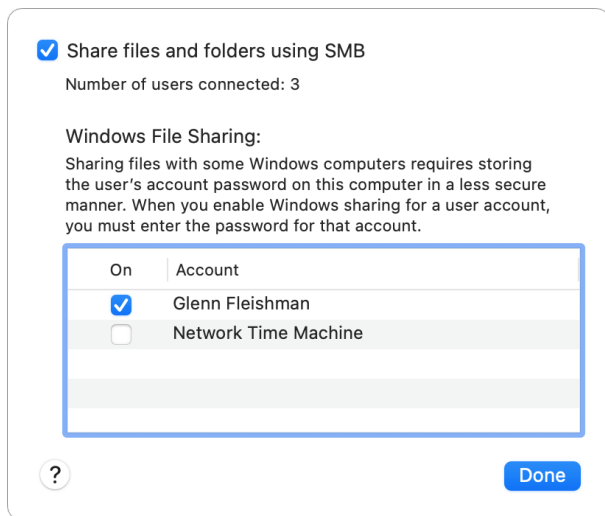 Share files and folders using SMB
Number of users connected: 3
Windows File Sharing:
Sharing files with some Windows computers requires storing
the user’s account password on this computer in a less secure
manner. When you enable Windows sharing for a user account,
you must enter the password for that account.
On Account
Glenn Fleishman
Network Time Machine
? Done